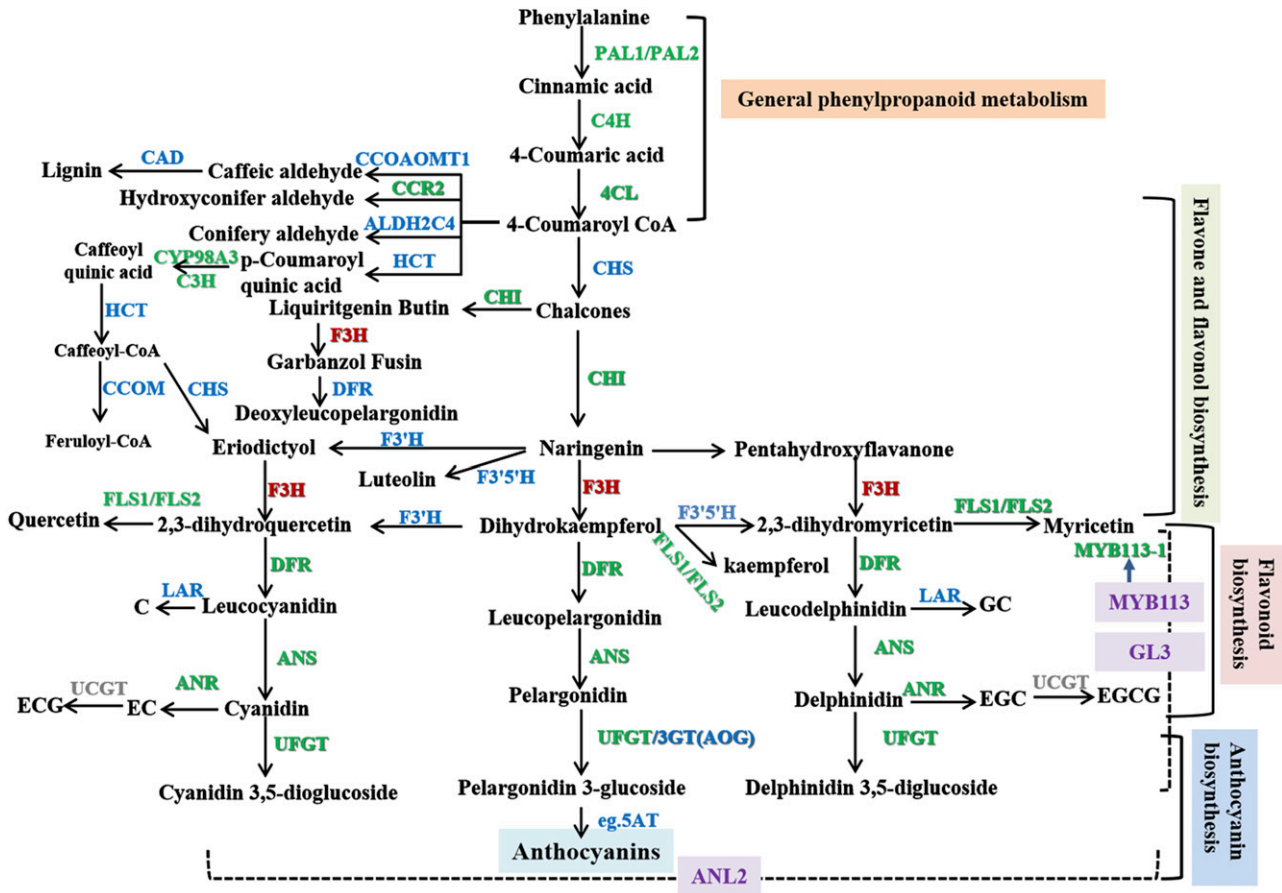 Phenylalanine
PAL1/PAL2
Cinnamic acid
General phenylpropanoid metabolism
C4H
4-Coumaric acid
CAD
CCOAOMT1
Lignin
Caffeic aldehyde
4CL
CCR2
Hydroxyconifer aldehyde
4-Coumaroyl CoA
ALDH2C4
Conifery aldehyde
Caffeoyl
quinic acid
CYP98A3
C3H
p-Coumaroyl
quinic acid
HCT
CHS
Liquiritgenin Butin
CHI
Chalcones
HCT
F3H
Caffeoyl-CoA
Garbanzol Fusin
CHI
CCOM
CHS
DFR
Deoxyleucopelargonidin
Feruloyl-CoA
Eriodictyol
F3'H
Naringenin
Pentahydroxyflavanone
Luteolin
F3'5'H
F3H
F3H
F3H
FLS1/FLS2
Quercetin
2,3-dihydroquercetin
F3'H
Dihydrokaempferol
F3'5'H
2,3-dihydromyricetin
FLS1/FLS2
Myricetin
FLS1/FLS2
kaempferol
MYB113-1
DFR
DFR
DFR
MYB113
C
LAR
Leucocyanidin
Leucopelargonidin
Leucodelphinidin
LAR
GC
GL3
ANS
ANS
ANS
ECG
UCGT
EC
ANR
Cyanidin
Pelargonidin
Delphinidin
ANR
EGC
UCGT
EGCG
UFGT
UFGT/3GT(AOG)
UFGT
Cyanidin 3,5-dioglucoside
Pelargonidin 3-glucoside
Delphinidin 3,5-diglucoside
eg.5AT
Anthocyanins
ANL2
Flavone and flavonol biosynthesis
Flavonoid
biosynthesis
Anthocyanin
biosynthesis